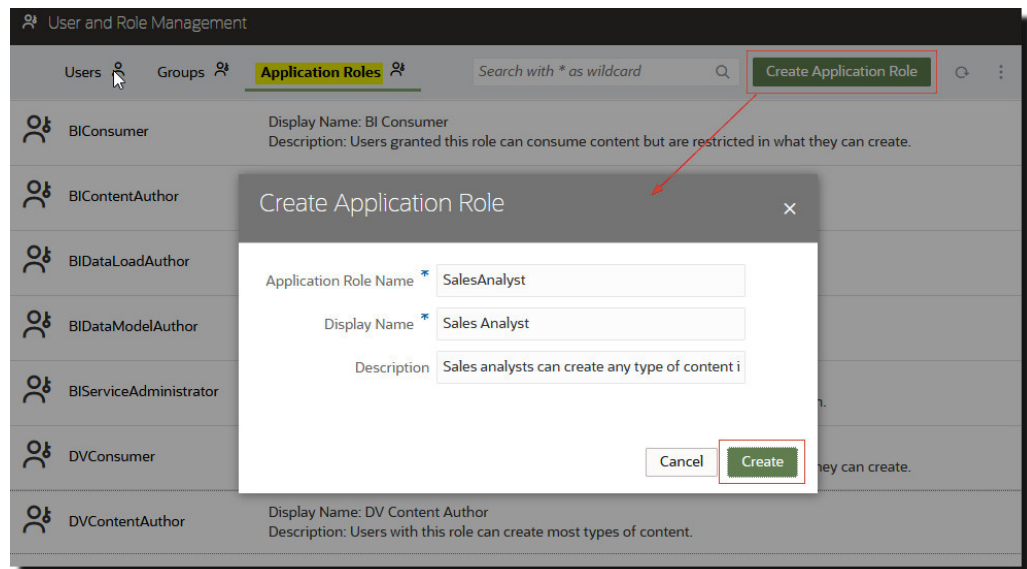 User and Role Management
Users Groups Application Roles Search with * as wildcard Create Application Role
BIConsumer
Display Name: BI Consumer
Description: Users granted this role can consume content but are restricted in what they can create.
BIContentAuthor
BIDataLoadAuthor
BIDataModelAuthor
BIServiceAdministrator
n.
DVConsumer
hey can create.
DVContentAuthor
Display Name: DV Content Author
Description: Users with this role can create most types of content.
Create Application Role
Application Role Name * SalesAnalyst
Display Name * Sales Analyst
Description Sales analysts can create any type of content i
Cancel Create